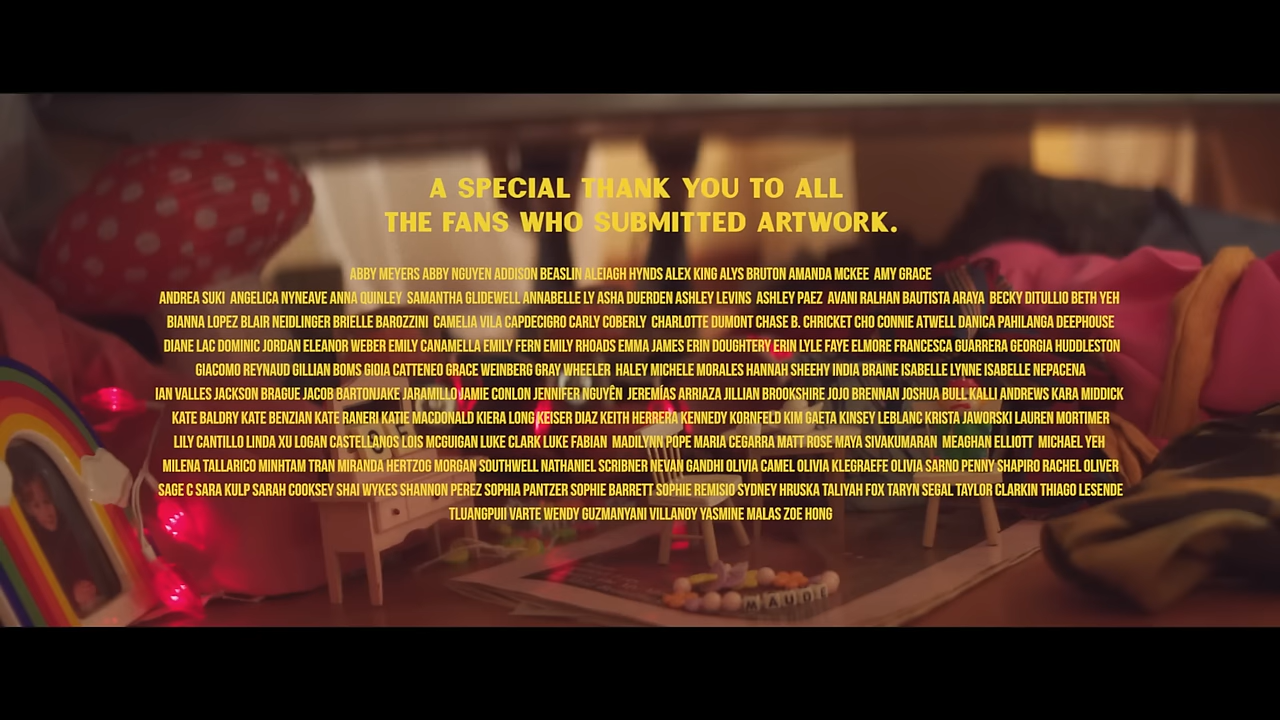 A SPECIAL THANK YOU TO ALL
THE FANS WHO SUBMITTED ARTWORK.
ABBY MEYERS ABBY NGUYEN ADDISON BEASLIN ALEIAGH HYNDS ALEX KING ALYS BRUTON AMANDA MCKEE AMY GRACE
ANDREA SUKI ANGELICA NYNEAVE ANNA QUINLEY SAMANTHA GLIDEWELL ANNABELLE LY ASHA DUERDEN ASHLEY LEVINS ASHLEY PAEZ AVANI RALHAN BAUTISTA ARAYA BECKY DITULLIO BETH YEH
BIANNA LOPEZ BLAIR NEIDLINGER BRIELLE BAROZZINI CAMELIA VILA CAPDECIGRO CARLY COBERLY CHARLOTTE DUMONT CHASE B. CHRICKET CHO CONNIE ATWELL DANICA PAHILANGA DEEPHOUSE
DIANE LAC DOMINIC JORDAN ELEANOR WEBER EMILY CANAMELLA EMILY FERN EMILY RHOADS EMMA JAMES ERIN DOUGHTERY ERIN LYLE FAYE ELMORE FRANCESCA GUARRERA GEORGIA HUDDLESTON
GIACOMO REYNAUD GILLIAN BOMS GIOIA CATTENEO GRACE WEINBERG GRAY WHEELER HALEY MICHELE MORALES HANNAH SHEEHY INDIA BRAINE ISABELLE LYNNE ISABELLE NEPACENA
IAN VALLES JACKSON BRAGUE JACOB BARTONJAKE JARAMILLO JAMIE CONLON JENNIFER NGUYÊN JEREMÍAS ARRIAZA JILLIAN BROOKSHIRE JOJO BRENNAN JOSHUA BULL KALLI ANDREWS KARA MIDDICK
KATE BALDRY KATE BENZIAN KATE RANERI KATIE MACDONALD KIERA LONG KEISER DIAZ KEITH HERRERA KENNEDY KORNFELD KIM GAETA KINSEY LEBLANC KRISTA JAWORSKI LAUREN MORTIMER
LILY CANTILLO LINDA XU LOGAN CASTELLANOS LOIS MCGUIGAN LUKE CLARK LUKE FABIAN MADILYNN POPE MARIA CEGARRA MATT ROSE MAYA SIVAKUMARAN MEAGHAN ELLIOTT MICHAEL YEH
MILENA TALLARICO MINHTAM TRAN MIRANDA HERTZOG MORGAN SOUTHWELL NATHANIEL SCRIBNER NEVAN GANDHI OLIVIA CAMEL OLIVIA KLEGRAEFE OLIVIA SARNO PENNY SHAPIRO RACHEL OLIVER
SAGE C SARA KULP SARAH COOKSEY SHAI WYKES SHANNON PEREZ SOPHIA PANTZER SOPHIE BARRETT SOPHIE REMISIO SYDNEY HRUSKA TALIYAH FOX TARYN SEGAL TAYLOR CLARKIN THIAGO LESENDE
TLUANGPUII VARTE WENDY GUZMANYANI VILLANOY YASMINE MALAS ZOE HONG
MAUDE